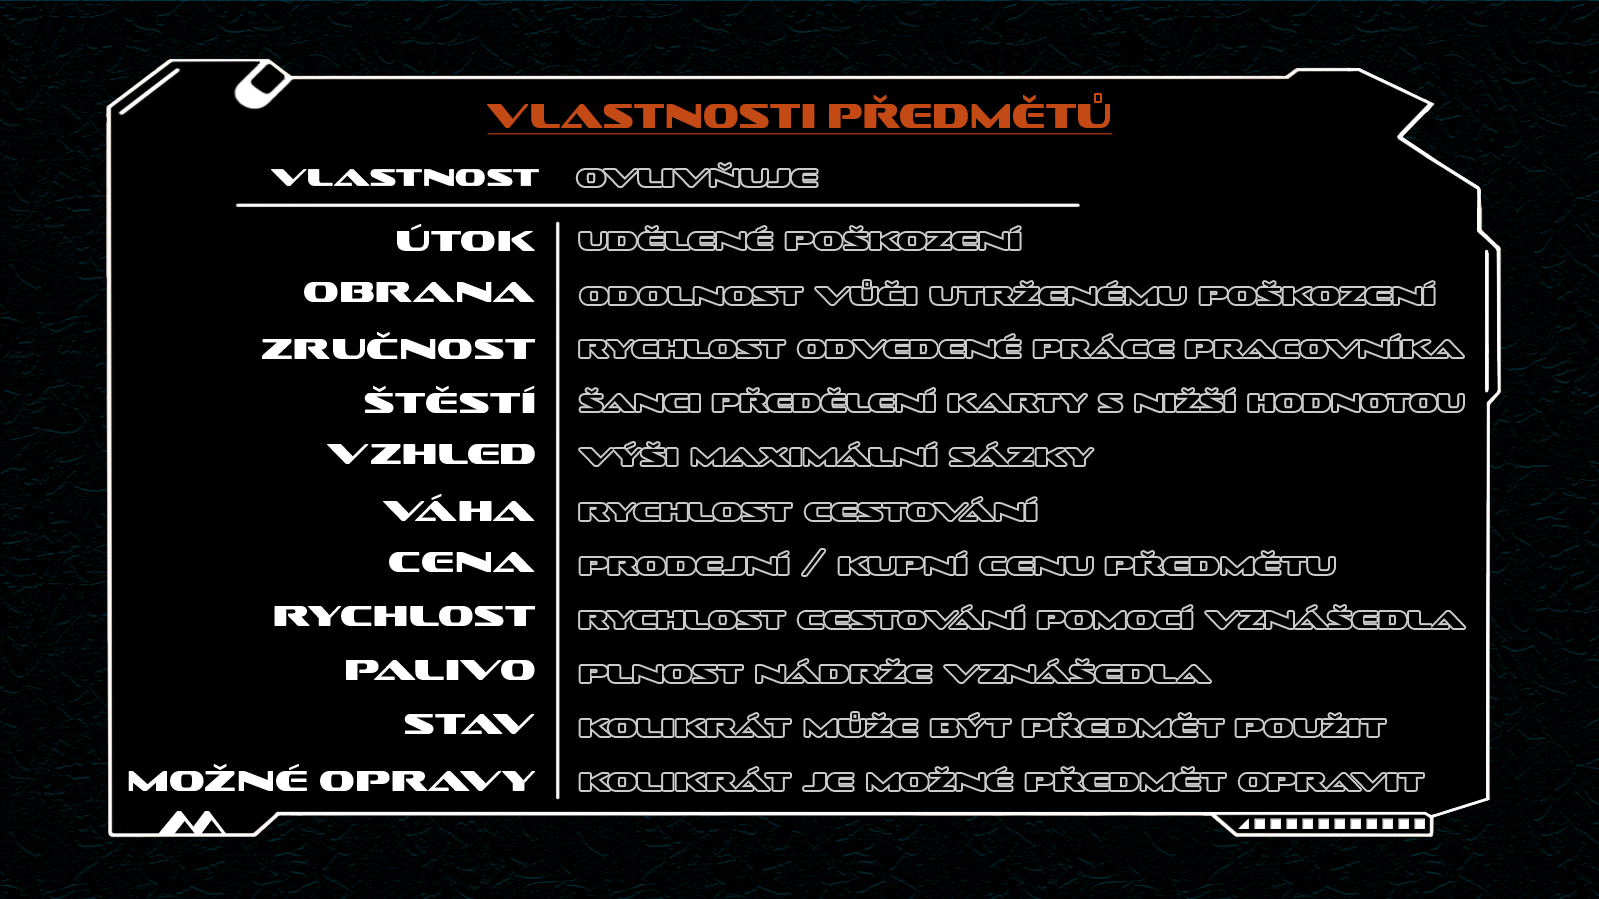 VLASTNOSTI PŘEDMĚTŮ
VLASTNOST OVLIVŇUJE
ÚTOK UDĚLENÉ POŠKOZENÍ
OBRANA ODOLNOST VŮČI UTRŽENÉMU POŠKOZENÍ
ZRUČNOST RYCHLOST ODVEDENÉ PRÁCE PRACOVNÍKA
ŠTĚSTÍ ŠANCI PŘEDĚLENÍ KARTY S NIŽŠÍ HODNOTOU
VZHLED VÝŠI MAXIMÁLNÍ SÁZKY
VÁHA RYCHLOST CESTOVÁNÍ
CENA PRODEJNÍ / KUPNÍ CENU PŘEDMĚTU
RYCHLOST RYCHLOST CESTOVÁNÍ POMOCÍ VZNÁŠEDLA
PALIVO PLNOST NÁDRŽE VZNÁŠEDLA
STAV KOLIKRÁT MŮŽE BÝT PŘEDMĚT POUŽIT
MOŽNÉ OPRAVY KOLIKRÁT JE MOŽNÉ PŘEDMĚT OPRAVIT